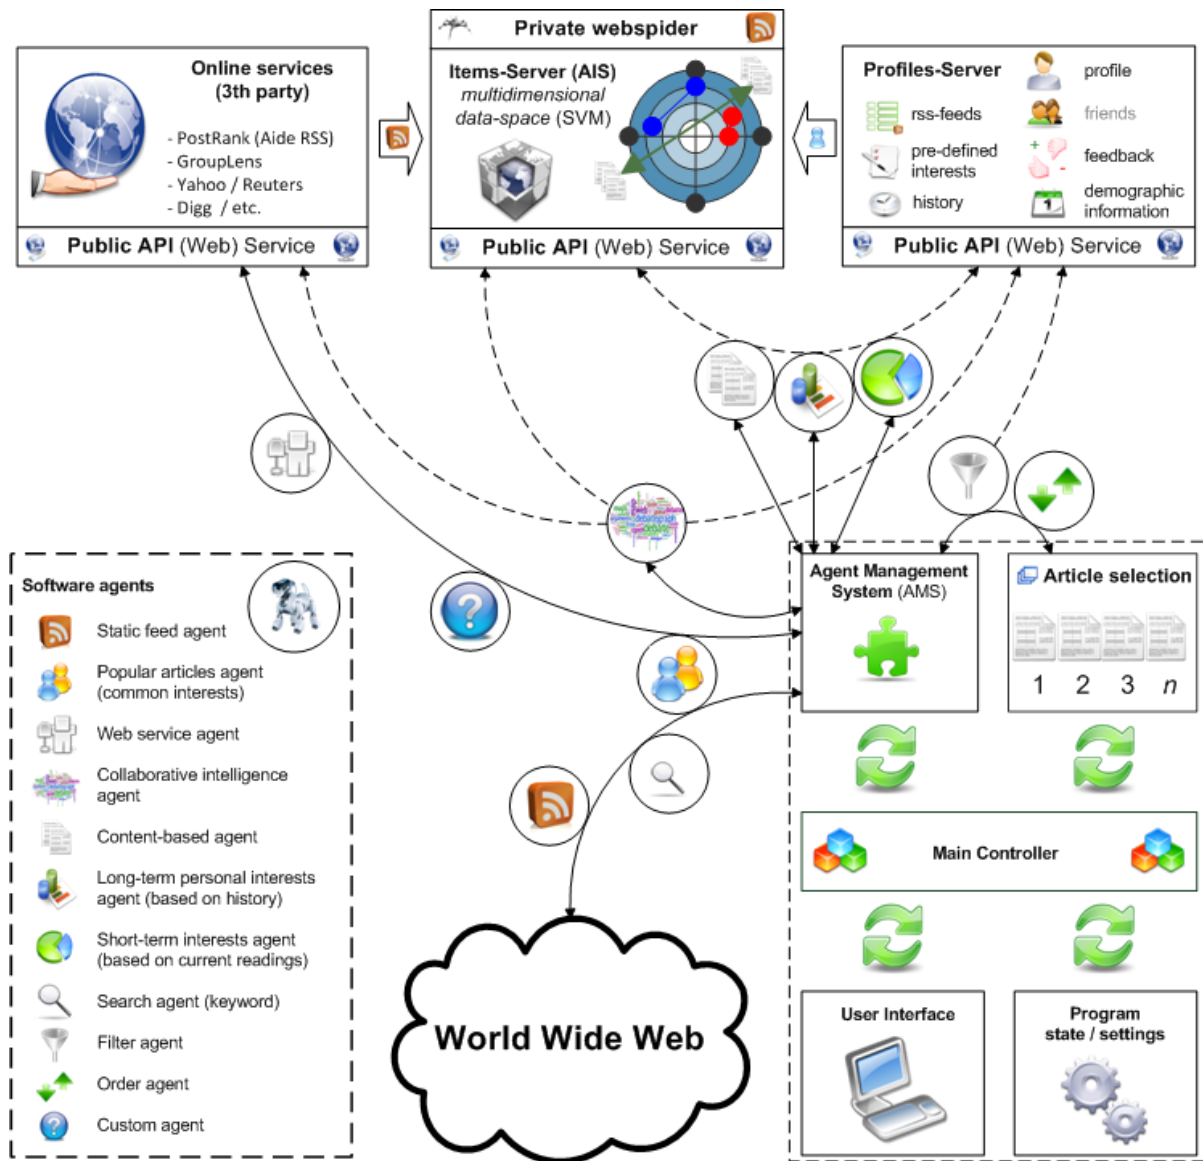 Private webspider
Online services
(3th party)
- PostRank (Aide RSS)
- GroupLens
- Yahoo / Reuters
- Digg / etc.
Public API (Web) Service
Items-Server (AIS)
multidimensional
data-space (SVM)
Public API (Web) Service
Profiles-Server
profile
rss-feeds
friends
pre-defined
interests
feedback
history
demographic
information
Public API (Web) Service
Software agents
Static feed agent
Popular articles agent
(common interests)
Web service agent
Collaborative intelligence
agent
Content-based agent
Long-term personal interests
agent (based on history)
Short-term interests agent
(based on current readings)
Search agent (keyword)
Filter agent
Order agent
Custom agent
Agent Management
System (AMS)
Article selection
1 2 3 n
Main Controller
User Interface
Program
state / settings
World Wide Web